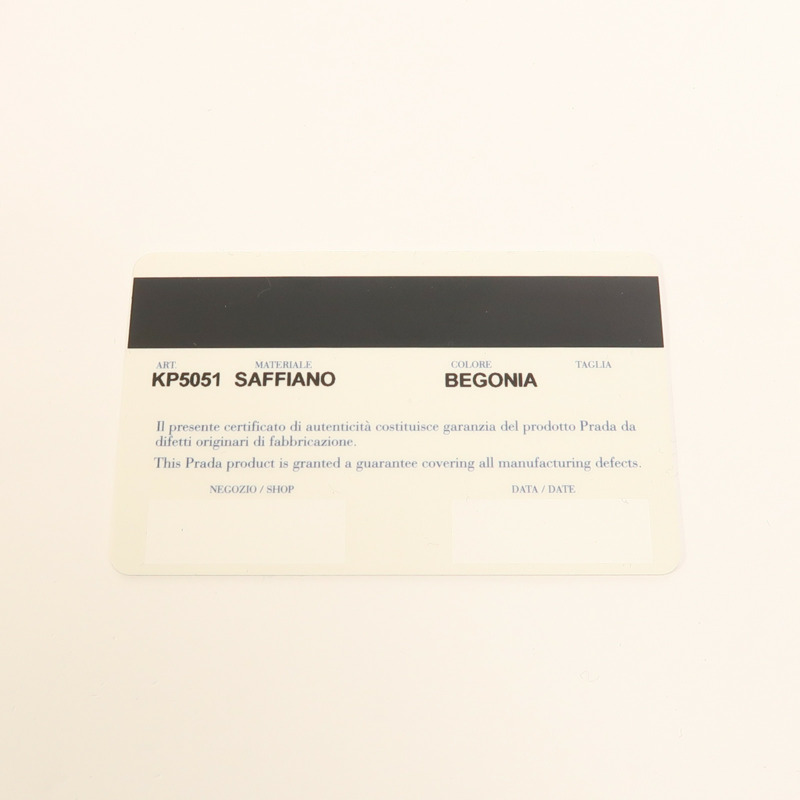 ART. MATERIALE COLORE TAGLIA
KP5051 SAFFIANO BEGONIA
Il presente certificato di autenticità costituisce garanzia del prodotto Prada da
difetti originari di fabbricazione.
This Prada product is granted a guarantee covering all manufacturing defects.
NEGOZIO / SHOP DATA / DATE